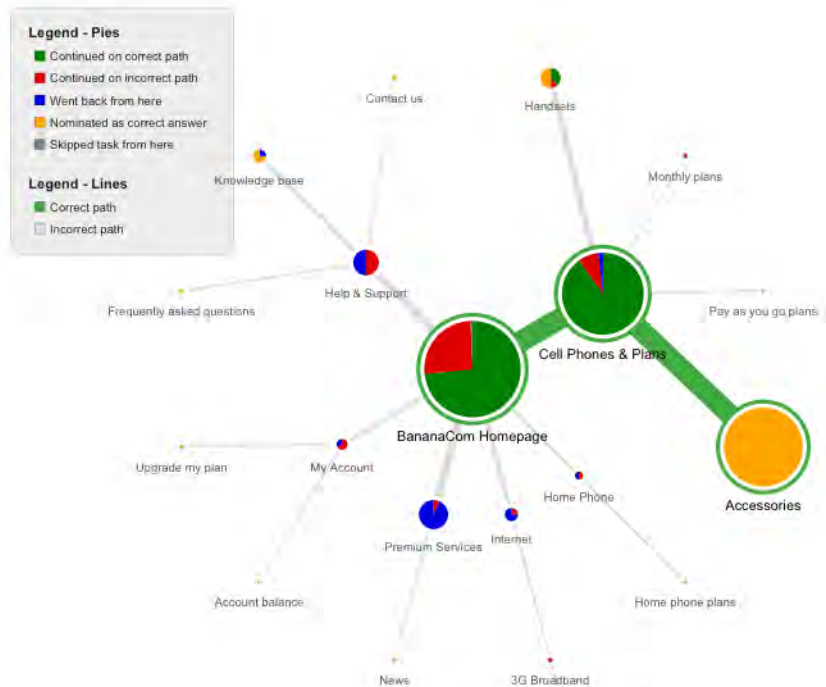 Legend - Pies
Continued on correct path
Continued on incorrect path
Went back from here
Nominated as correct answer
Skipped task from here
Legend - Lines
Correct path
Incorrect path
Contact us
Handsets
Knowledge base
Monthly plans
Help & Support
Frequently asked questions
Pay as you go plans
Cell Phones & Plans
BananaCom Homepage
Upgrade my plan
My Account
Home Phone
Accessories
Premium Services
Internet
Account balance
Home phone plans
News
3G Broadband